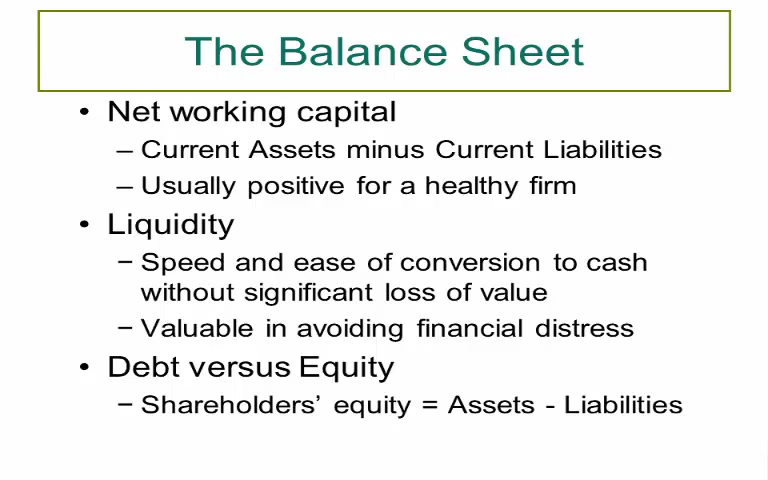 The Balance Sheet
• Net working capital
– Current Assets minus Current Liabilities
– Usually positive for a healthy firm
• Liquidity
− Speed and ease of conversion to cash
without significant loss of value
− Valuable in avoiding financial distress
• Debt versus Equity
− Shareholders’ equity = Assets - Liabilities